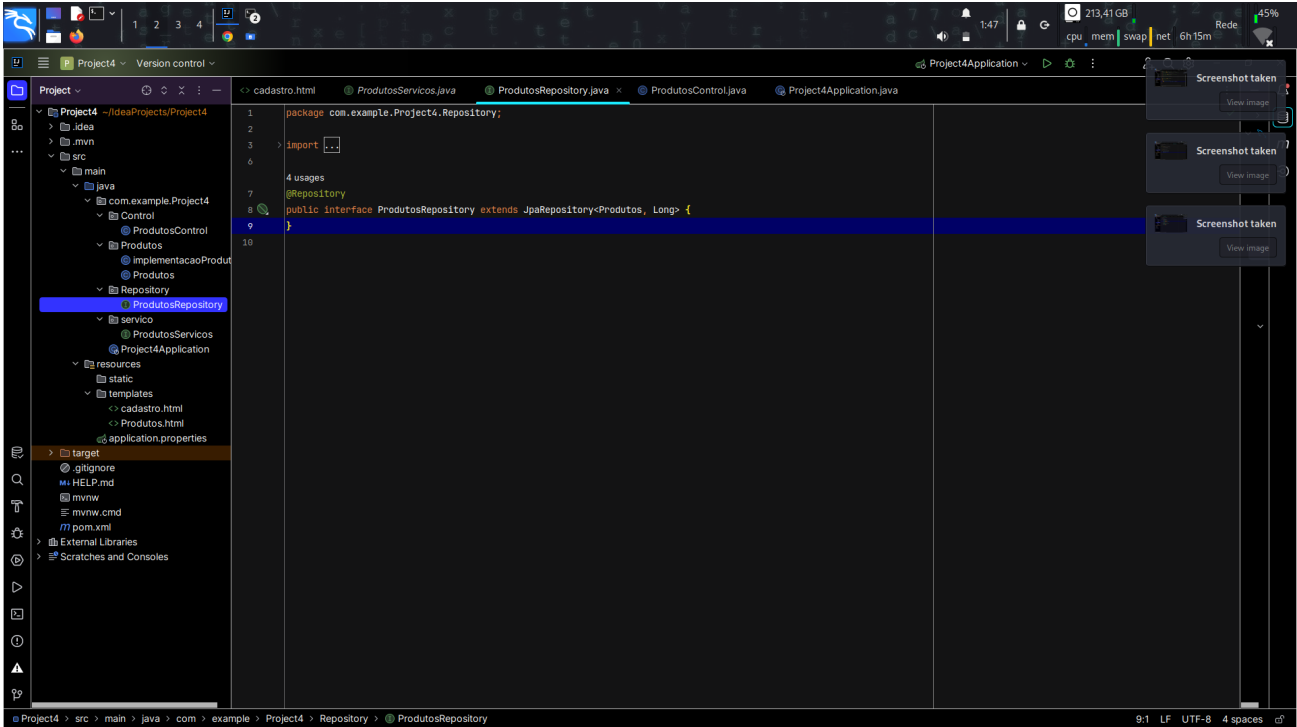 1 2 3 4
2
1:47
213,41 GB
cpu mem swap net 6h15m
Rede
45%
Project4
Version control
Project4Application
Project
cadastro.html
ProdutosServicos.java
ProdutosRepository.java
ProdutosControl.java
Project4Application.java
Screenshot taken
View image
Screenshot taken
View image
Screenshot taken
View image
Project4 ~/IdeaProjects/Project4
.idea
.mvn
src
main
java
com.example.Project4
Control
ProdutosControl
Produtos
implementacaoProdut
Produtos
Repository
ProdutosRepository
servico
ProdutosServicos
Project4Application
resources
static
templates
cadastro.html
Produtos.html
application.properties
target
.gitignore
HELP.md
mvnw
mvnw.cmd
pom.xml
External Libraries
Scratches and Consoles
1 package com.example.Project4.Repository;
2
3 import ...
6
4 usages
7 @Repository
8 public interface ProdutosRepository extends JpaRepository<Produtos, Long> {
9 }
10
Project4 > src > main > java > com > example > Project4 > Repository > ProdutosRepository
9:1 LF UTF-8 4 spaces